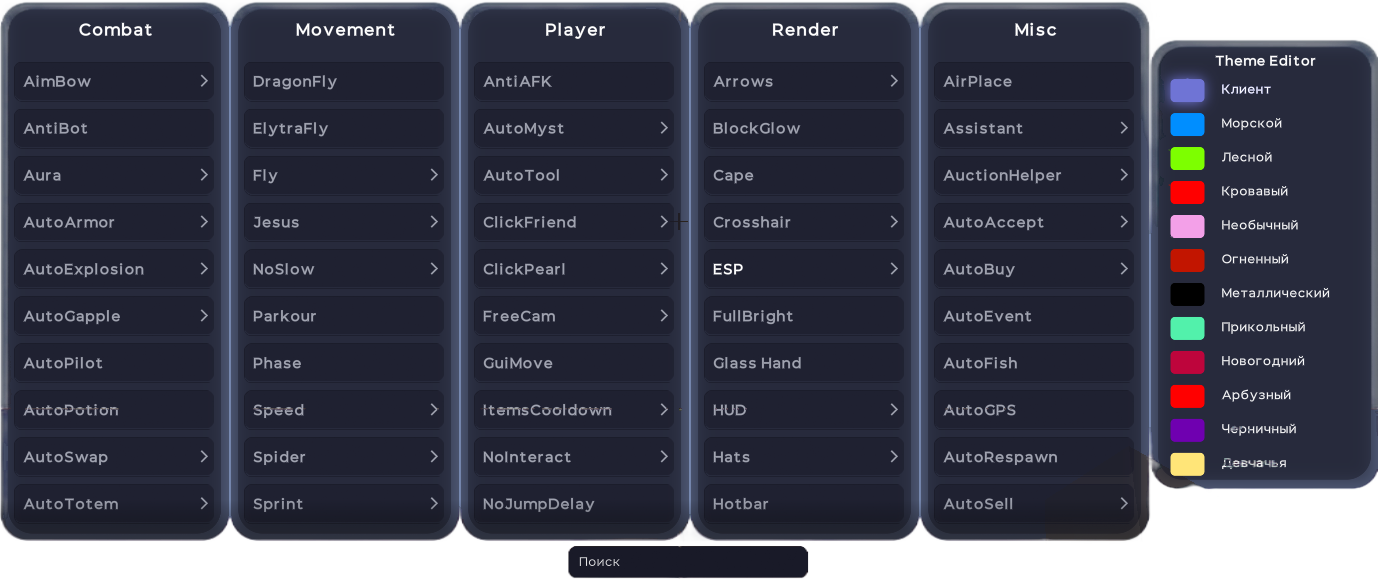 Combat
AimBow
AntiBot
Aura
AutoArmor
AutoExplosion
AutoGapple
AutoPilot
AutoPotion
AutoSwap
AutoTotem
Movement
DragonFly
ElytraFly
Fly
Jesus
NoSlow
Parkour
Phase
Speed
Spider
Sprint
Player
AntiAFK
AutoMyst
AutoTool
ClickFriend
ClickPearl
FreeCam
GuiMove
ItemsCooldown
NoInteract
NoJumpDelay
Render
Arrows
BlockGlow
Cape
Crosshair
ESP
FullBright
Glass Hand
HUD
Hats
Hotbar
Misc
AirPlace
Assistant
AuctionHelper
AutoAccept
AutoBuy
AutoEvent
AutoFish
AutoGPS
AutoRespawn
AutoSell
Theme Editor
Клиент
Морской
Лесной
Кровавый
Необычный
Огненный
Металлический
Прикольный
Новогодний
Арбузный
Черничный
Девчачья
Поиск